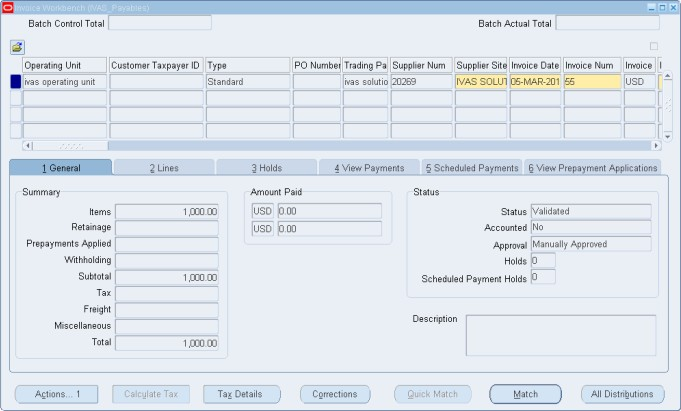 Invoice Workbench (IVAS_Payables)
Batch Control Total Batch Actual Total
Operating Unit Customer Taxpayer ID Type PO Number Trading Pa Supplier Num Supplier Site Invoice Date Invoice Num Invoice
ivas operating unit Standard ivas solutio 20269 IVAS SOLUT 05-MAR-201 55 USD
1 General 2 Lines 3 Holds 4 View Payments 5 Scheduled Payments 6 View Prepayment Applications
Summary Amount Paid Status
Items 1,000.00 USD 0.00 Status Validated
Retainage USD 0.00 Accounted No
Prepayments Applied Approval Manually Approved
Withholding Holds 0
Subtotal 1,000.00 Scheduled Payment Holds 0
Tax
Freight
Miscellaneous Description
Total 1,000.00
Actions... 1 Calculate Tax Tax Details Corrections Quick Match Match All Distributions